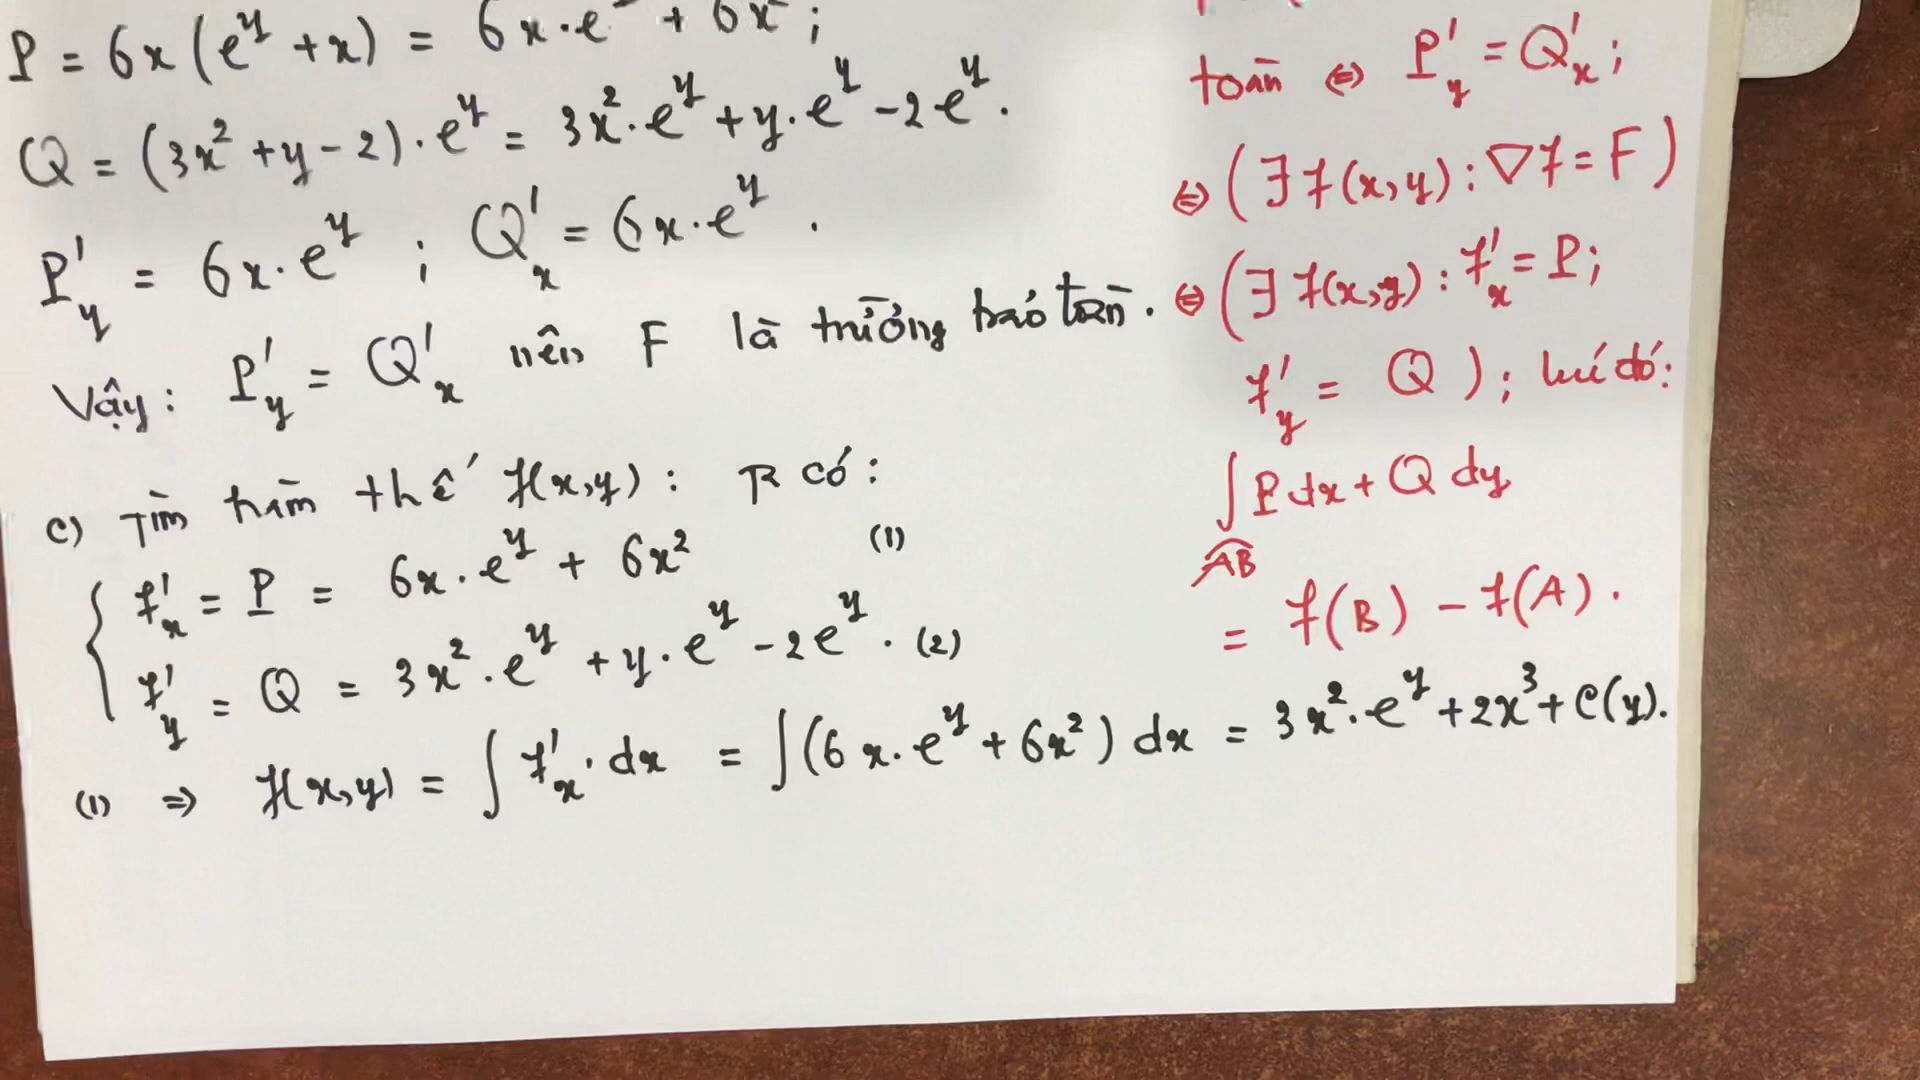 P = 6x(e^y + x) = 6x·e + 6x ;
Q = (3x² + y - 2)·e^y = 3x²·e^y + y·e^y - 2e^y.
P'_y = 6x·e^y ; Q'_x = 6x·e^y.
Vậy: P'_y = Q'_x nên F là trường bảo toàn.
c) Tìm hàm thế f(x,y): Ta có:
f'_x = P = 6x·e^y + 6x² (1)
f'_y = Q = 3x²·e^y + y·e^y - 2e^y. (2)
(1) ⇒ f(x,y) = ∫ f'_x·dx = ∫(6x·e^y + 6x²) dx = 3x²·e^y + 2x³ + C(y).
toàn ⇔ P'_y = Q'_x;
⇔ (∃ f(x,y): ∇f = F)
⇔ (∃ f(x,y): f'_x = P;
f'_y = Q); lúc đó:
∫ P dx + Q dy
AB
= f(B) - f(A).